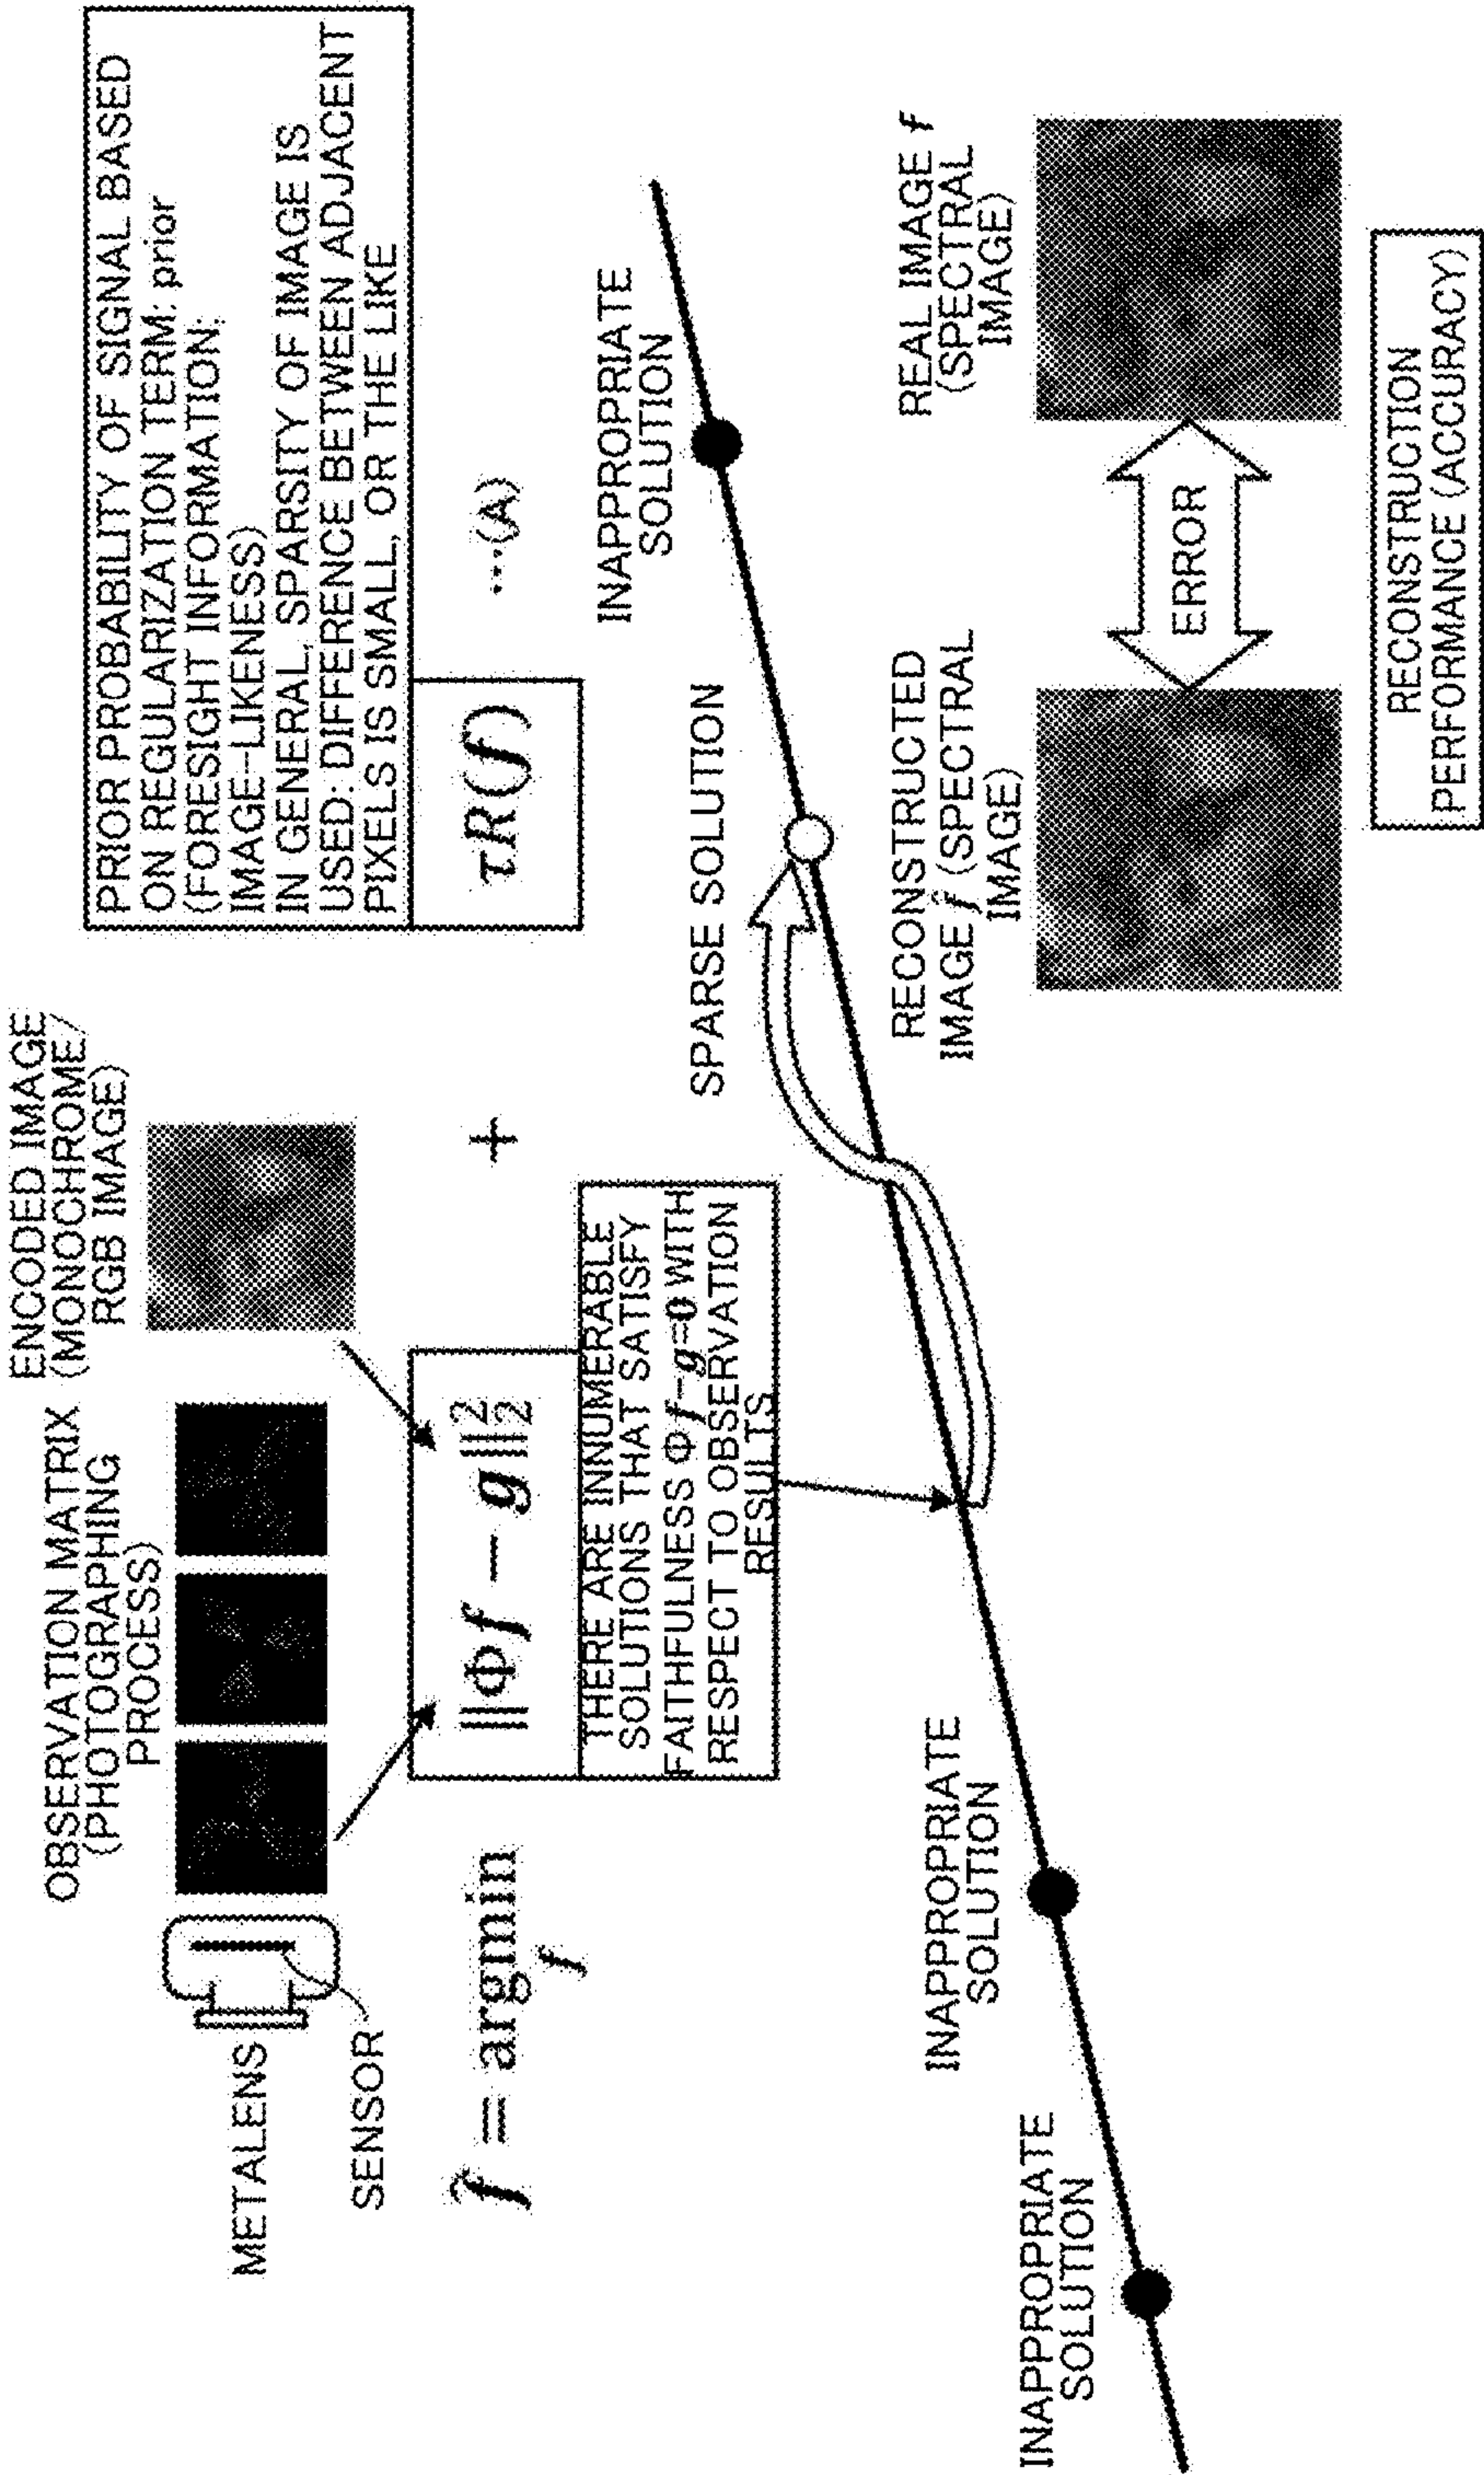 METALENS
SENSOR
OBSERVATION MATRIX
(PHOTOGRAPHING
PROCESS)
ENCODED IMAGE
(MONOCHROME/
RGB IMAGE)
PRIOR PROBABILITY OF SIGNAL BASED
ON REGULARIZATION TERM: prior
(FORESIGHT INFORMATION:
IMAGE-LIKENESS)
IN GENERAL, SPARSITY OF IMAGE IS
USED: DIFFERENCE BETWEEN ADJACENT
PIXELS IS SMALL, OR THE LIKE
f̂ = argmin ‖Φf − g‖₂² + τR(f) ...(A)
f
THERE ARE INNUMERABLE
SOLUTIONS THAT SATISFY
FAITHFULNESS Φf−g=0 WITH
RESPECT TO OBSERVATION
RESULTS
INAPPROPRIATE
SOLUTION
INAPPROPRIATE
SOLUTION
SPARSE SOLUTION
INAPPROPRIATE
SOLUTION
RECONSTRUCTED
IMAGE f̂ (SPECTRAL
IMAGE)
REAL IMAGE f
(SPECTRAL
IMAGE)
ERROR
RECONSTRUCTION
PERFORMANCE (ACCURACY)